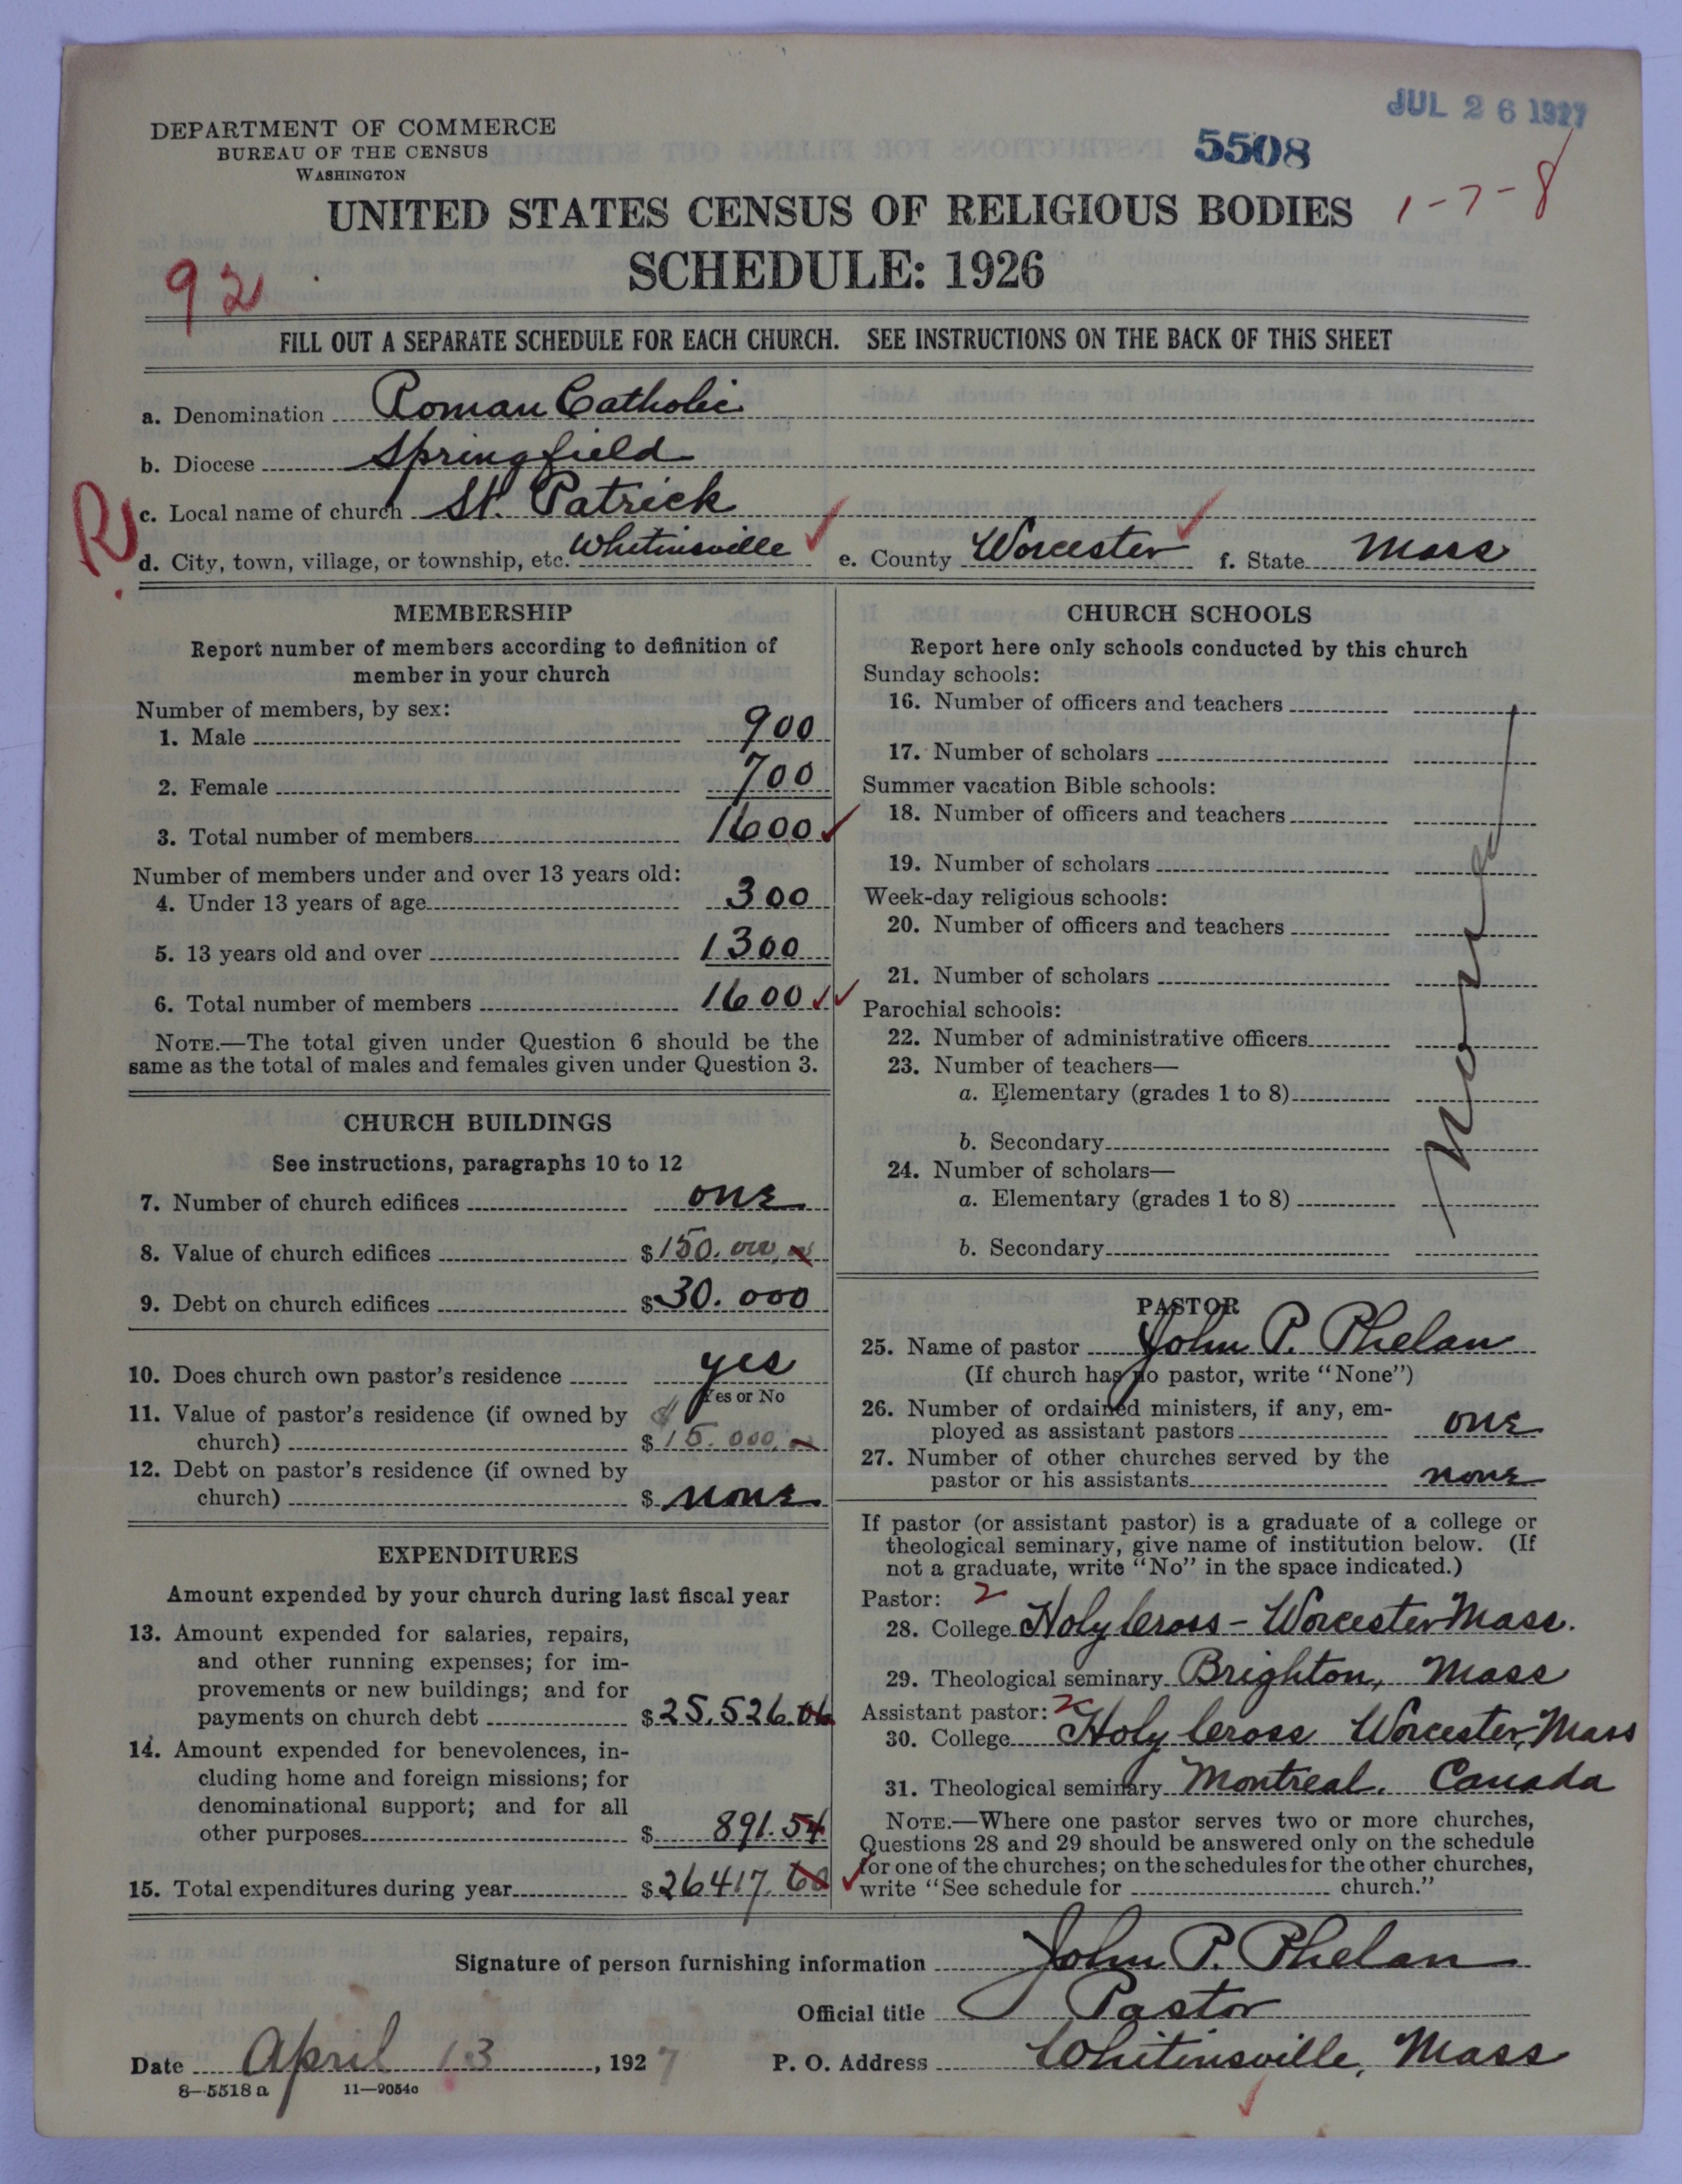 JUL 26 1927
DEPARTMENT OF COMMERCE
BUREAU OF THE CENSUS
WASHINGTON
5508
UNITED STATES CENSUS OF RELIGIOUS BODIES
1-7-8
SCHEDULE: 1926
92
FILL OUT A SEPARATE SCHEDULE FOR EACH CHURCH. SEE INSTRUCTIONS ON THE BACK OF THIS SHEET
a. Denomination Roman Catholic
b. Diocese Springfield
R
c. Local name of church St. Patrick
d. City, town, village, or township, etc. Whitinsville e. County Worcester f. State Mass
MEMBERSHIP
Report number of members according to definition of
member in your church
Number of members, by sex:
1. Male 900
2. Female 700
3. Total number of members 1600
Number of members under and over 13 years old:
4. Under 13 years of age 300
5. 13 years old and over 1300
6. Total number of members 1600
NOTE.—The total given under Question 6 should be the
same as the total of males and females given under Question 3.
CHURCH BUILDINGS
See instructions, paragraphs 10 to 12
7. Number of church edifices one
8. Value of church edifices $150.000
9. Debt on church edifices $30.000
10. Does church own pastor's residence yes
Yes or No
11. Value of pastor's residence (if owned by
church) $15.000
12. Debt on pastor's residence (if owned by
church) $ none
EXPENDITURES
Amount expended by your church during last fiscal year
13. Amount expended for salaries, repairs,
and other running expenses; for im-
provements or new buildings; and for
payments on church debt $25.526.06
14. Amount expended for benevolences, in-
cluding home and foreign missions; for
denominational support; and for all
other purposes $891.54
15. Total expenditures during year $26417.60
CHURCH SCHOOLS
Report here only schools conducted by this church
Sunday schools:
16. Number of officers and teachers
17. Number of scholars
Summer vacation Bible schools:
18. Number of officers and teachers
19. Number of scholars
Week-day religious schools:
20. Number of officers and teachers
21. Number of scholars
Parochial schools:
22. Number of administrative officers
23. Number of teachers—
a. Elementary (grades 1 to 8)
b. Secondary
24. Number of scholars—
a. Elementary (grades 1 to 8)
b. Secondary
None
PASTOR
25. Name of pastor John P. Phelan
(If church has no pastor, write "None")
26. Number of ordained ministers, if any, em-
ployed as assistant pastors one
27. Number of other churches served by the
pastor or his assistants none
If pastor (or assistant pastor) is a graduate of a college or
theological seminary, give name of institution below. (If
not a graduate, write "No" in the space indicated.)
Pastor: 2
28. College Holy Cross - Worcester Mass.
29. Theological seminary Brighton, Mass
Assistant pastor: 2
30. College Holy Cross Worcester, Mass
31. Theological seminary Montreal. Canada
NOTE.—Where one pastor serves two or more churches,
Questions 28 and 29 should be answered only on the schedule
for one of the churches; on the schedules for the other churches,
write "See schedule for church."
Signature of person furnishing information John P. Phelan
Official title Pastor
Date April 13, 1927 P. O. Address Whitinsville, Mass
8—5518a 11—9054c